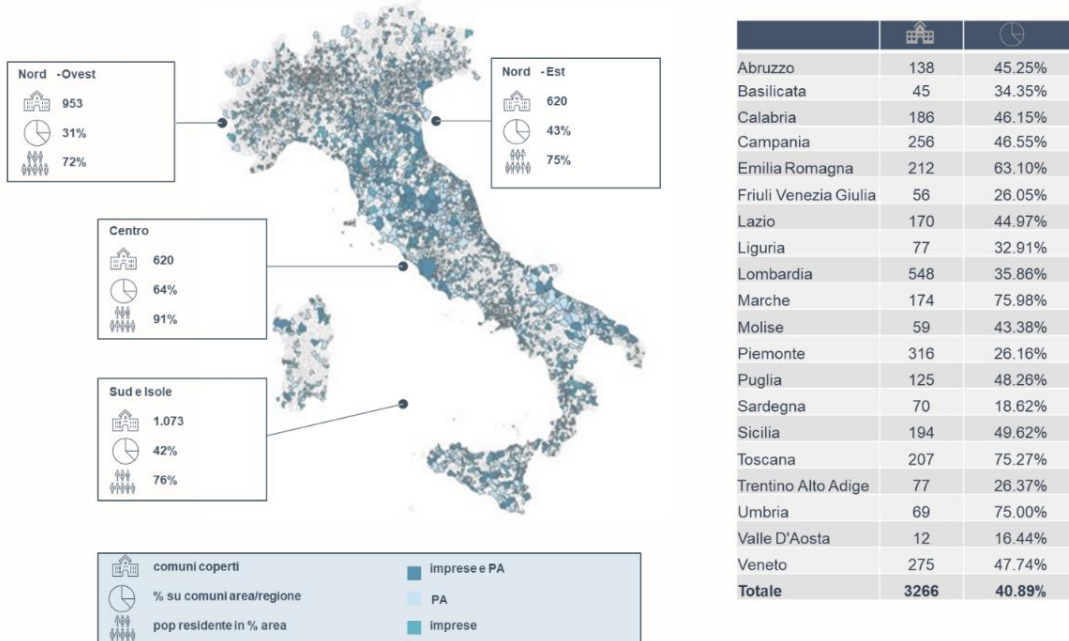 Nord -Ovest
953
31%
72%
Nord -Est
620
43%
75%
Centro
620
64%
91%
Sud e Isole
1.073
42%
76%
comuni coperti
% su comuni area/regione
pop residente in % area
imprese e PA
PA
imprese
Abruzzo 138 45.25%
Basilicata 45 34.35%
Calabria 186 46.15%
Campania 256 46.55%
Emilia Romagna 212 63.10%
Friuli Venezia Giulia 56 26.05%
Lazio 170 44.97%
Liguria 77 32.91%
Lombardia 548 35.86%
Marche 174 75.98%
Molise 59 43.38%
Piemonte 316 26.16%
Puglia 125 48.26%
Sardegna 70 18.62%
Sicilia 194 49.62%
Toscana 207 75.27%
Trentino Alto Adige 77 26.37%
Umbria 69 75.00%
Valle D'Aosta 12 16.44%
Veneto 275 47.74%
Totale 3266 40.89%